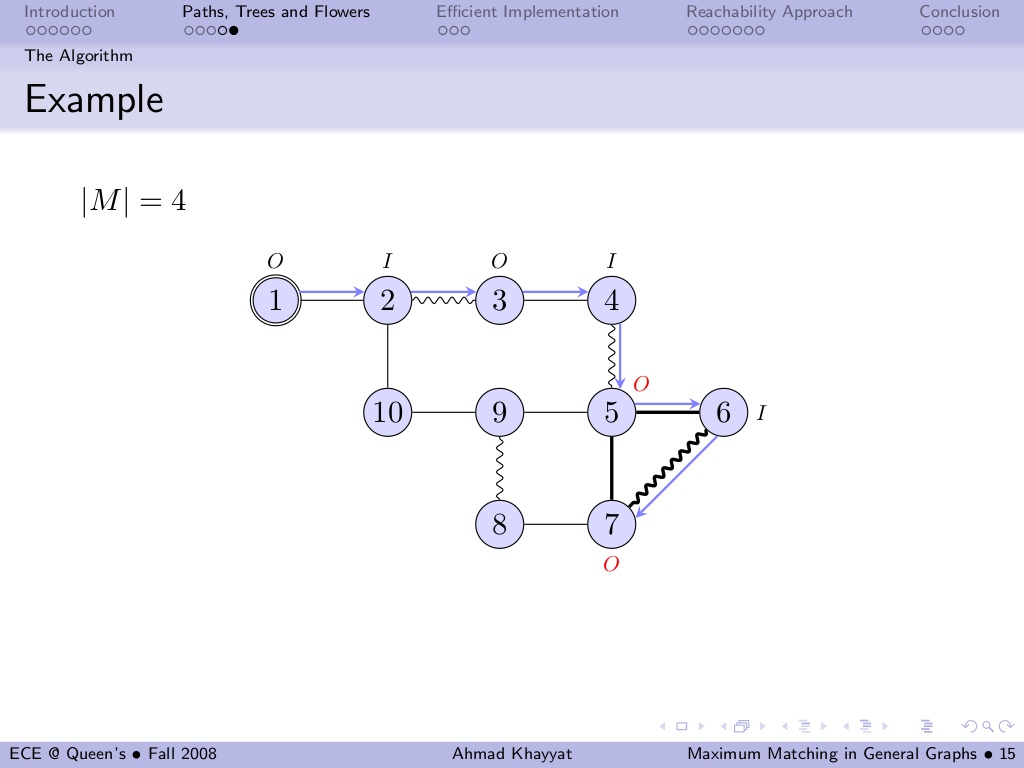 Introduction Paths, Trees and Flowers Efficient Implementation Reachability Approach Conclusion
The Algorithm
Example
|M| = 4
O I O I
1 2 3 4
O
10 9 5 6 I
8 7
O
ECE @ Queen's • Fall 2008 Ahmad Khayyat Maximum Matching in General Graphs • 15